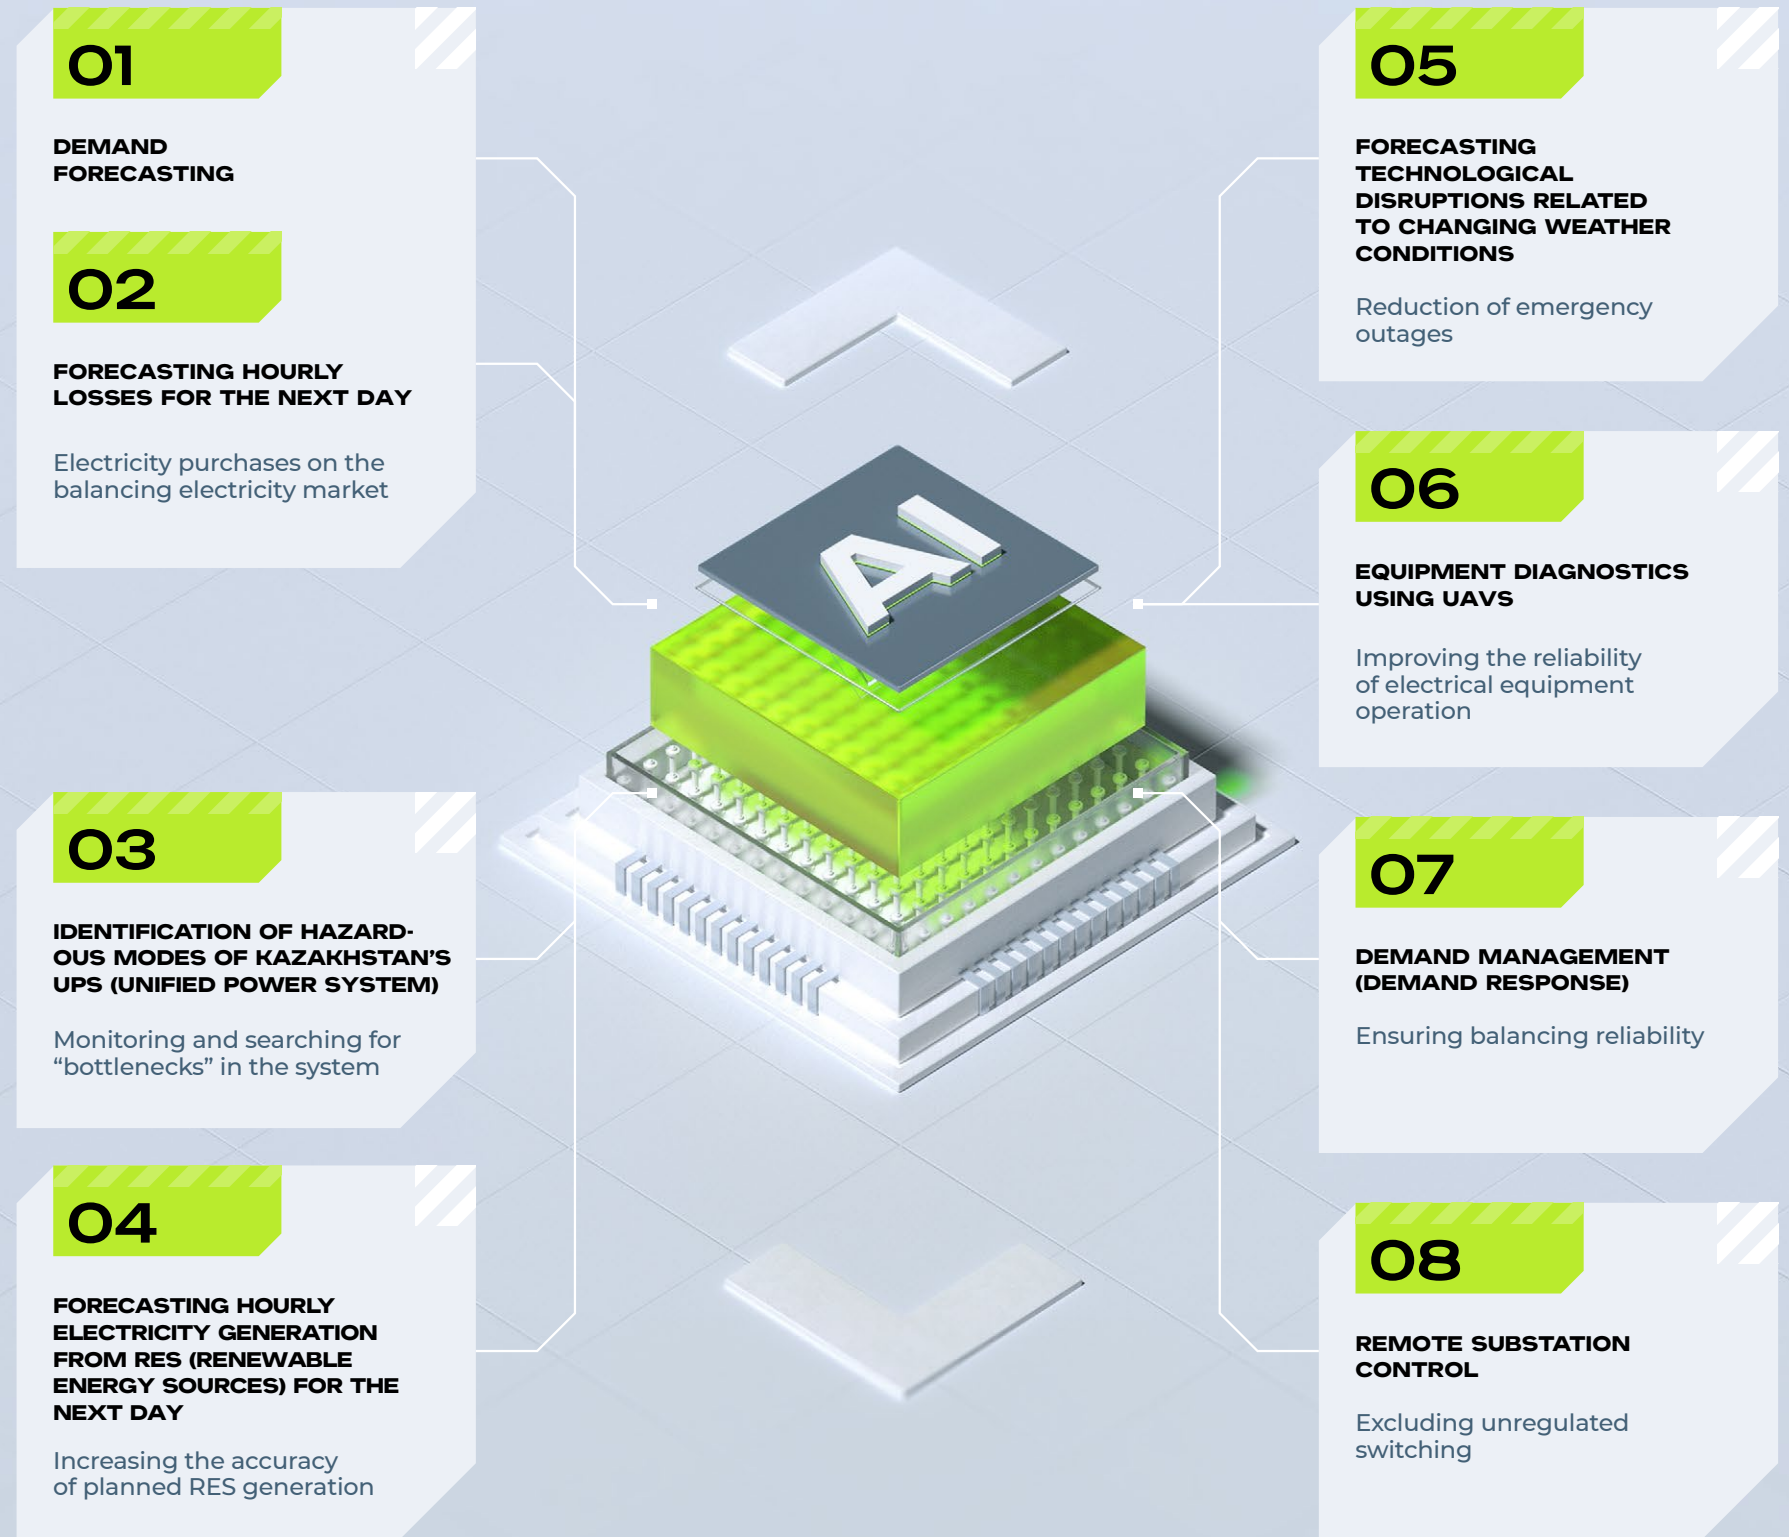 01
DEMAND
FORECASTING
02
FORECASTING HOURLY
LOSSES FOR THE NEXT DAY
Electricity purchases on the
balancing electricity market
03
IDENTIFICATION OF HAZARD-
OUS MODES OF KAZAKHSTAN’S
UPS (UNIFIED POWER SYSTEM)
Monitoring and searching for
“bottlenecks” in the system
04
FORECASTING HOURLY
ELECTRICITY GENERATION
FROM RES (RENEWABLE
ENERGY SOURCES) FOR THE
NEXT DAY
Increasing the accuracy
of planned RES generation
AI
05
FORECASTING
TECHNOLOGICAL
DISRUPTIONS RELATED
TO CHANGING WEATHER
CONDITIONS
Reduction of emergency
outages
06
EQUIPMENT DIAGNOSTICS
USING UAVS
Improving the reliability
of electrical equipment
operation
07
DEMAND MANAGEMENT
(DEMAND RESPONSE)
Ensuring balancing reliability
08
REMOTE SUBSTATION
CONTROL
Excluding unregulated
switching